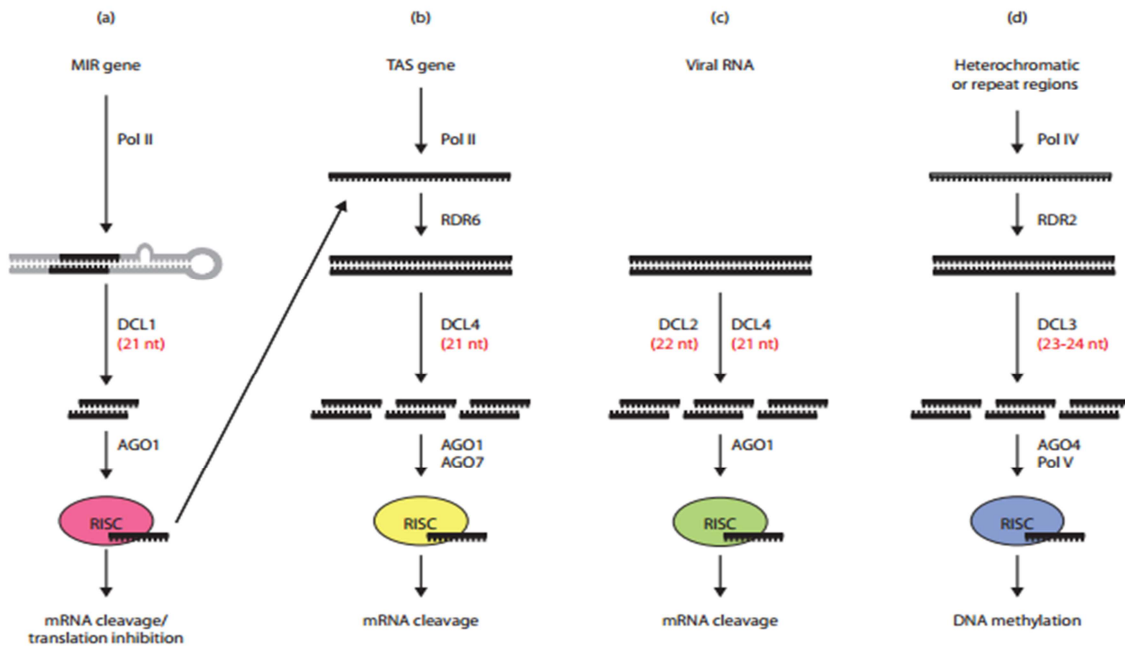 (a)
MIR gene
Pol II
DCL1
(21 nt)
AGO1
RISC
mRNA cleavage/
translation inhibition
(b)
TAS gene
Pol II
RDR6
DCL4
(21 nt)
AGO1
AGO7
RISC
mRNA cleavage
(c)
Viral RNA
DCL2
(22 nt)
DCL4
(21 nt)
AGO1
RISC
mRNA cleavage
(d)
Heterochromatic
or repeat regions
Pol IV
RDR2
DCL3
(23–24 nt)
AGO4
Pol V
RISC
DNA methylation